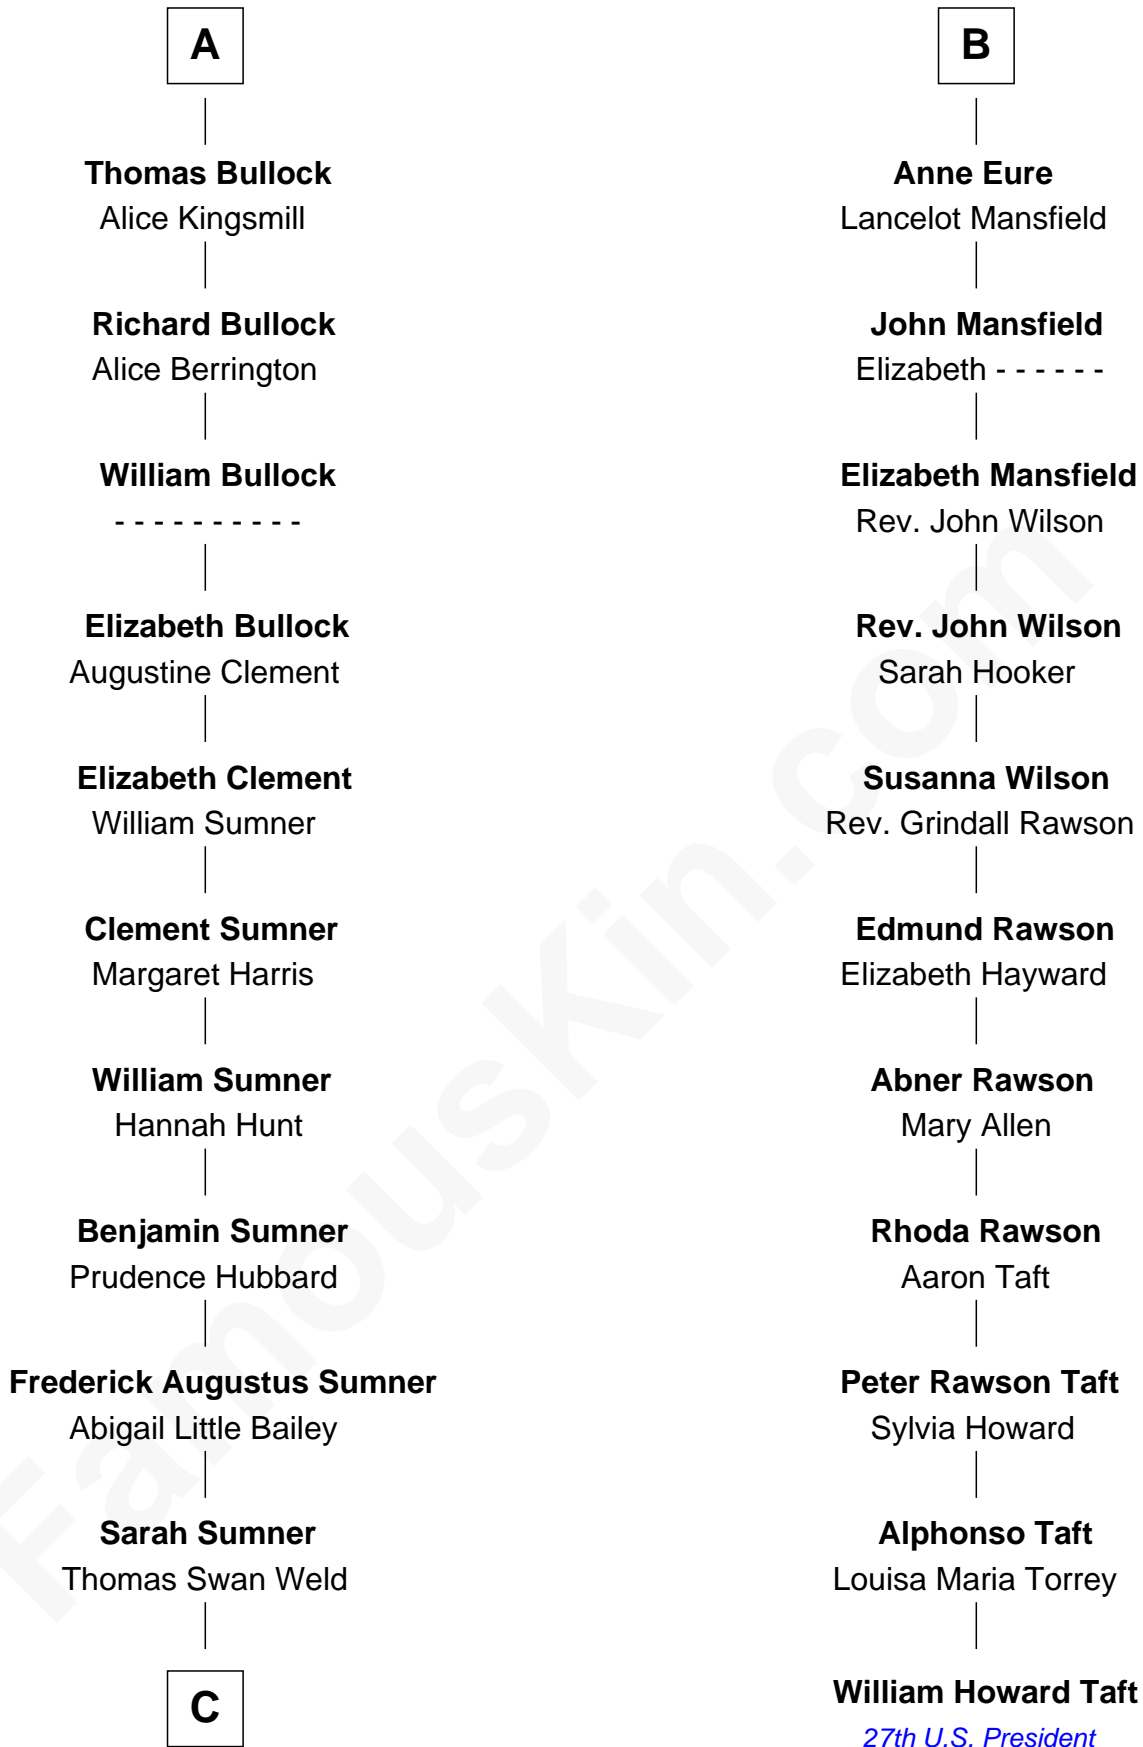 A
Thomas Bullock
Alice Kingsmill
Richard Bullock
Alice Berrington
William Bullock
- - - - - - - - - -
Elizabeth Bullock
Augustine Clement
Elizabeth Clement
William Sumner
Clement Sumner
Margaret Harris
William Sumner
Hannah Hunt
Benjamin Sumner
Prudence Hubbard
Frederick Augustus Sumner
Abigail Little Bailey
Sarah Sumner
Thomas Swan Weld
C
B
Anne Eure
Lancelot Mansfield
John Mansfield
Elizabeth - - - - - -
Elizabeth Mansfield
Rev. John Wilson
Rev. John Wilson
Sarah Hooker
Susanna Wilson
Rev. Grindall Rawson
Edmund Rawson
Elizabeth Hayward
Abner Rawson
Mary Allen
Rhoda Rawson
Aaron Taft
Peter Rawson Taft
Sylvia Howard
Alphonso Taft
Louisa Maria Torrey
William Howard Taft
27th U.S. President
FamousKin.com